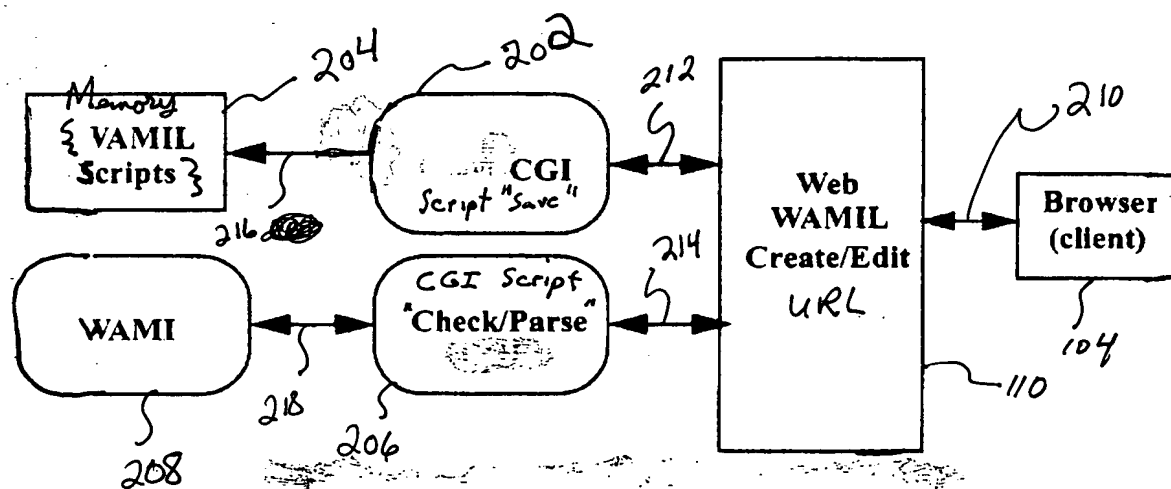 204
202
212
210
Memory
{ VAMIL
Scripts }
CGI
Script "Save"
Web
WAMIL
Create/Edit
URL
Browser
(client)
216
214
104
WAMI
CGI Script
"Check/Parse"
218
206
208
110